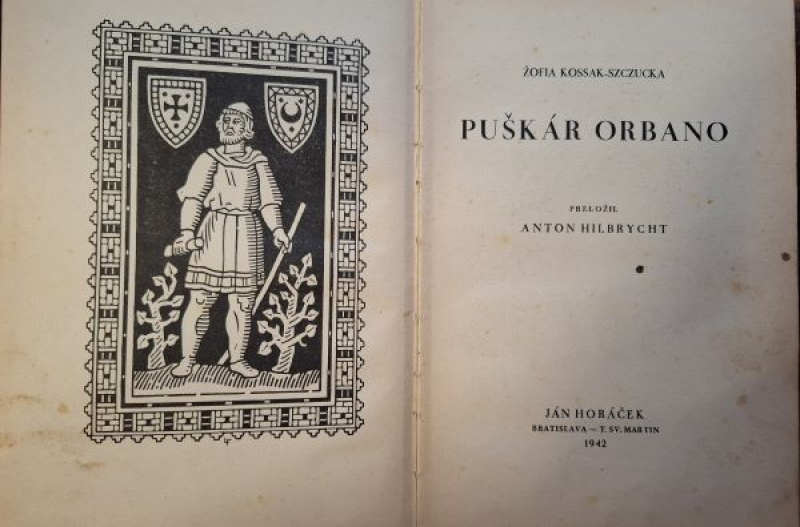 ŽOFIA KOSSAK-SZCZUCKA
PUŠKÁR ORBANO
PRELOŽIL
ANTON HILBRYCHT
JÁN HORÁČEK
BRATISLAVA — T. SV. MARTIN
1942